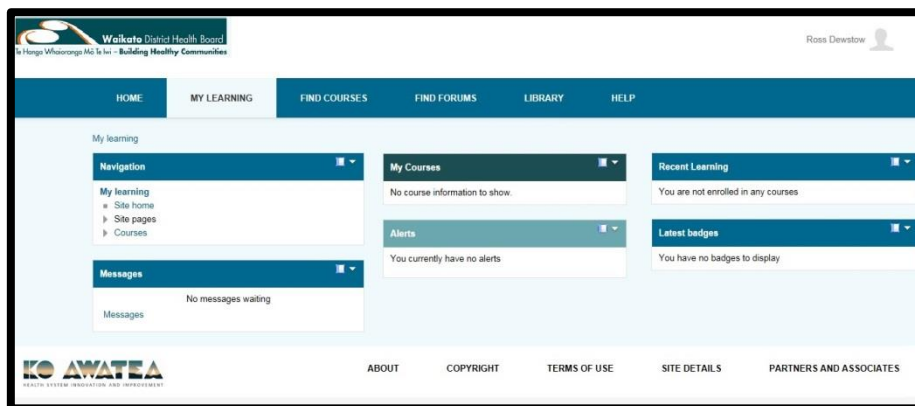 Waikato District Health Board
Te Hanga Whaioranga Mō Te Iwi – Building Healthy Communities
Ross Dewstow
HOME MY LEARNING FIND COURSES FIND FORUMS LIBRARY HELP
My learning
Navigation
My learning
Site home
Site pages
Courses
Messages
No messages waiting
Messages
My Courses
No course information to show.
Alerts
You currently have no alerts
Recent Learning
You are not enrolled in any courses
Latest badges
You have no badges to display
KO AWATEA
HEALTH SYSTEM INNOVATION AND IMPROVEMENT
ABOUT COPYRIGHT TERMS OF USE SITE DETAILS PARTNERS AND ASSOCIATES